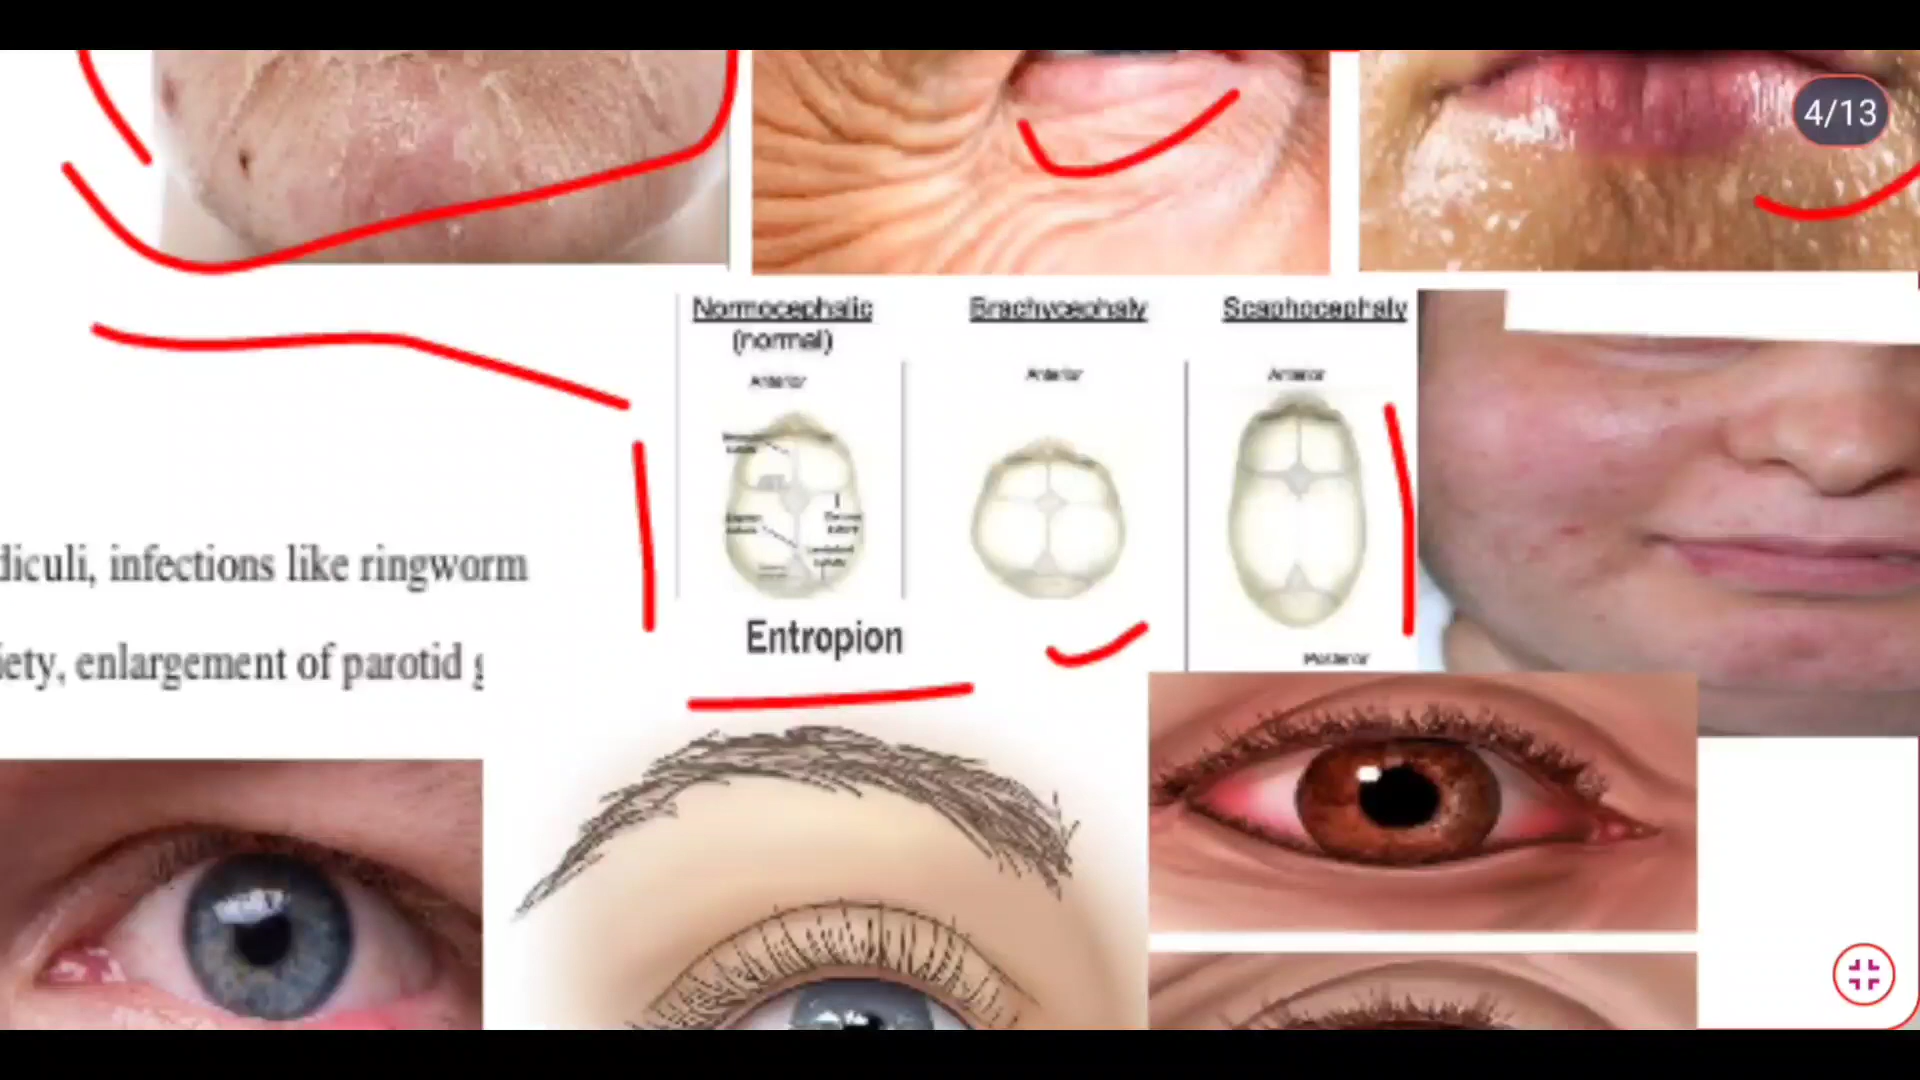 4/13
Normocephalic Brachycephaly Scaphocephaly
(normal)
Anterior Anterior Anterior
diculi, infections like ringworm
Entropion
Posterior
iety, enlargement of parotid g